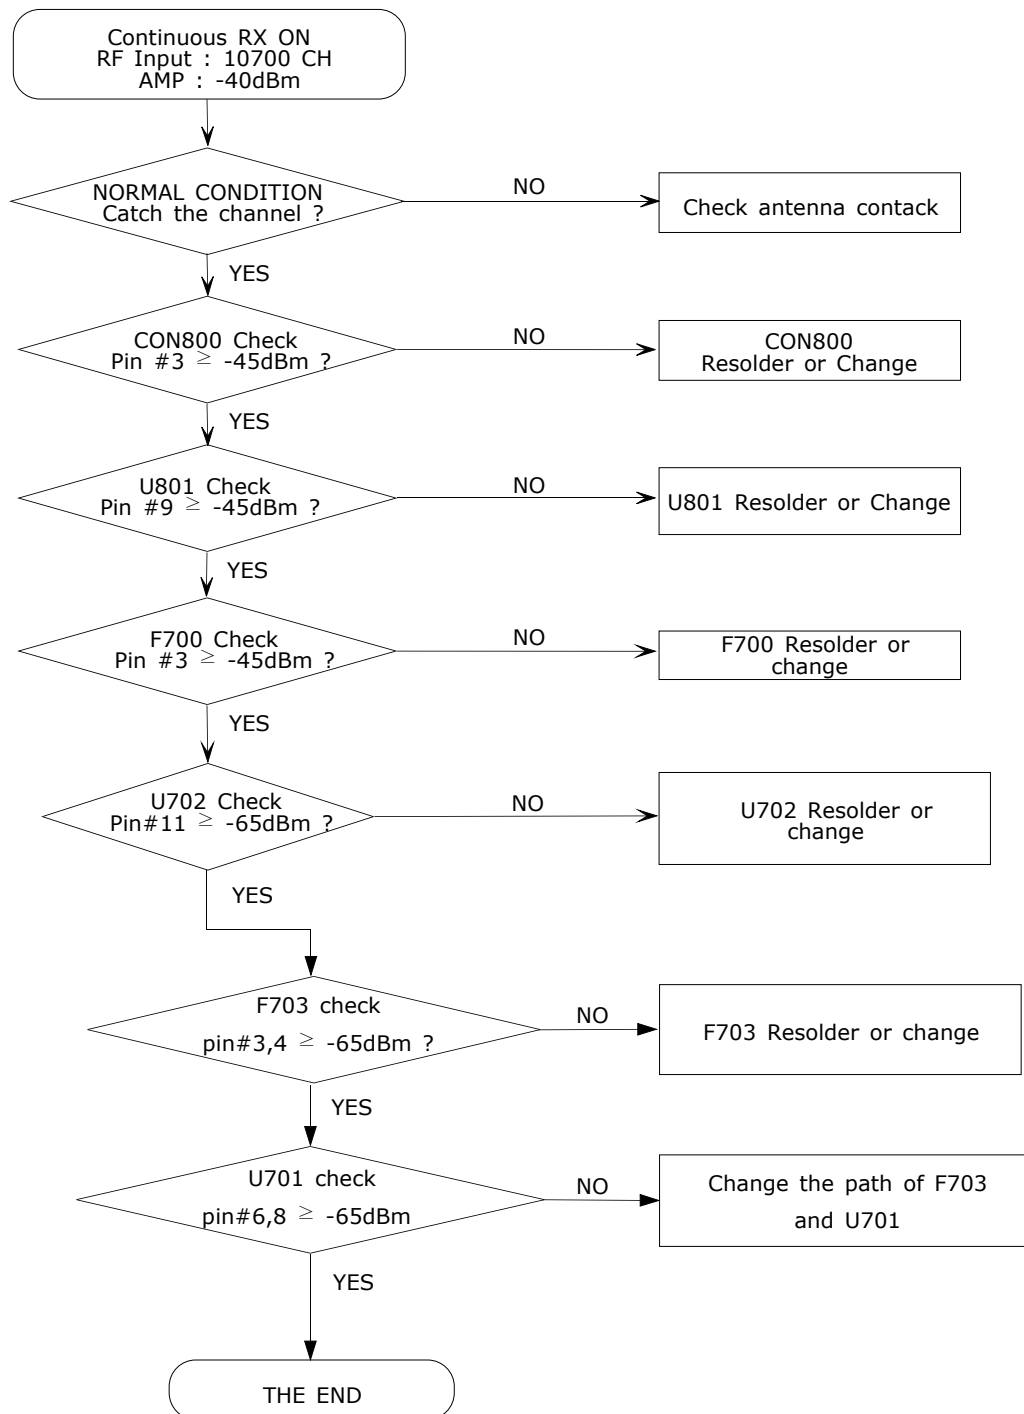 Continuous RX ON
RF Input : 10700 CH
AMP : -40dBm
NORMAL CONDITION
Catch the channel ?
NO
Check antenna contack
YES
CON800 Check
Pin #3 ≥ -45dBm ?
NO
CON800
Resolder or Change
YES
U801 Check
Pin #9 ≥ -45dBm ?
NO
U801 Resolder or Change
YES
F700 Check
Pin #3 ≥ -45dBm ?
NO
F700 Resolder or
change
YES
U702 Check
Pin#11 ≥ -65dBm ?
NO
U702 Resolder or
change
YES
F703 check
pin#3,4 ≥ -65dBm ?
NO
F703 Resolder or change
YES
U701 check
pin#6,8 ≥ -65dBm
NO
Change the path of F703
and U701
YES
THE END